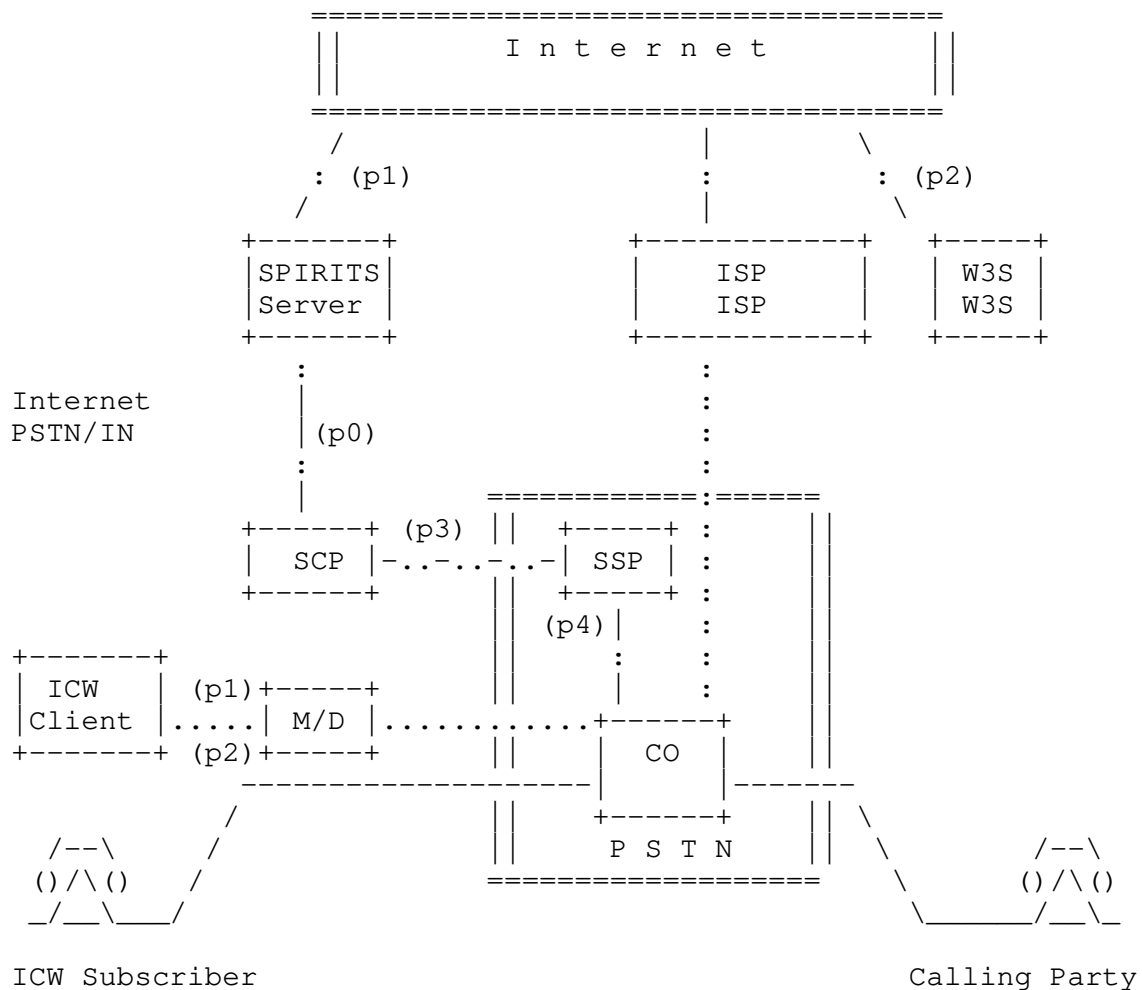 I n t e r n e t
(p1) (p2)
SPIRITS ISP W3S
Server ISP W3S
Internet
PSTN/IN (p0)
(p3)
SCP SSP
(p4)
ICW (p1)
Client M/D
(p2) CO
P S T N
ICW Subscriber Calling Party